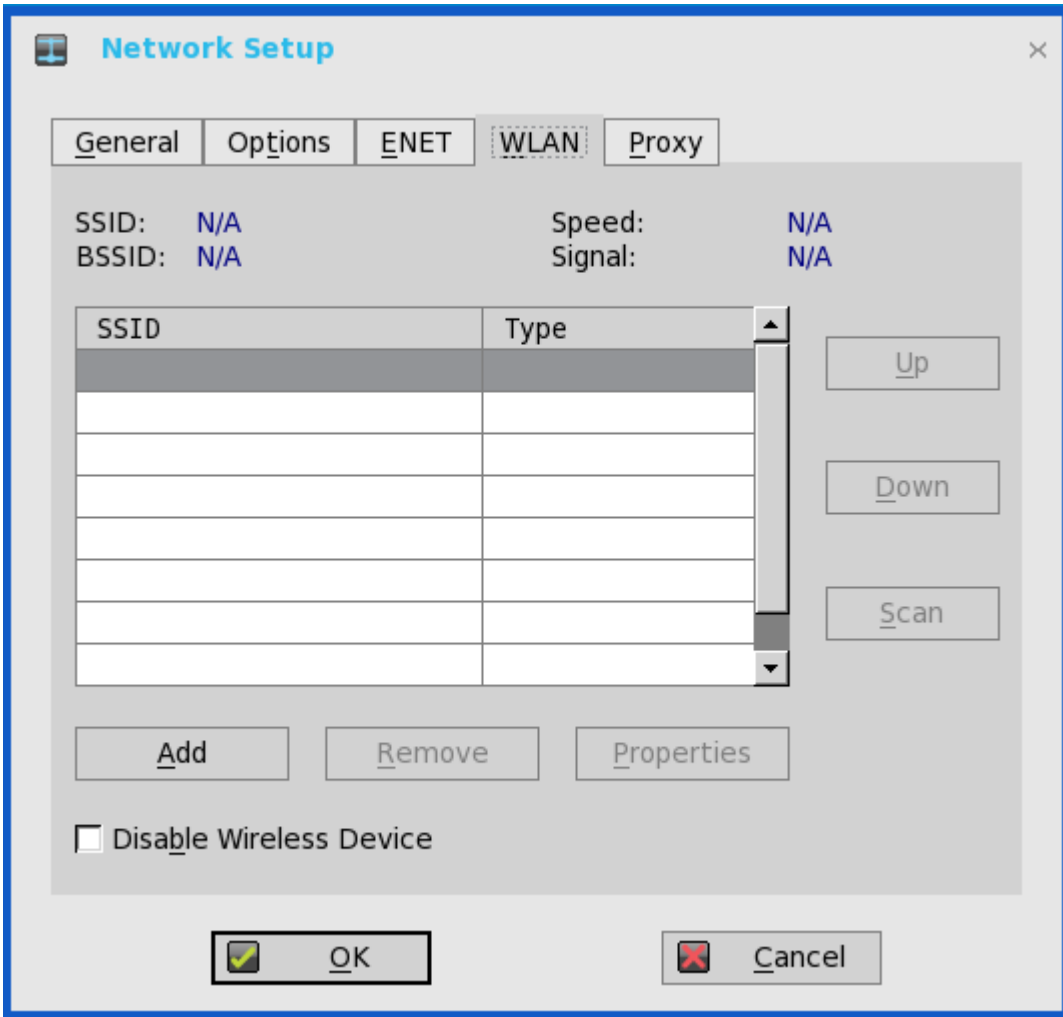 Network Setup
General Options ENET WLAN Proxy
SSID: N/A Speed: N/A
BSSID: N/A Signal: N/A
SSID Type
Up
Down
Scan
Add Remove Properties
Disable Wireless Device
OK Cancel